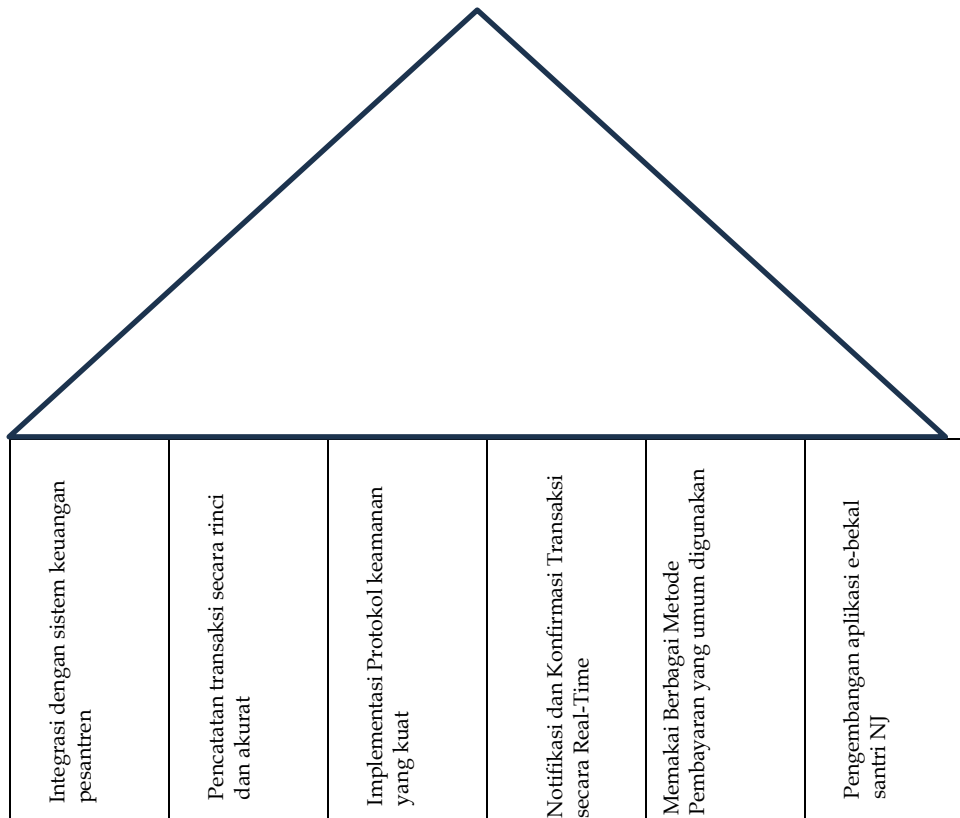 Integrasi dengan sistem keuangan
pesantren
Pencatatan transaksi secara rinci
dan akurat
Implementasi Protokol keamanan
yang kuat
Notifikasi dan Konfirmasi Transaksi
secara Real-Time
Memakai Berbagai Metode
Pembayaran yang umum digunakan
Pengembangan aplikasi e-bekal
santri NJ